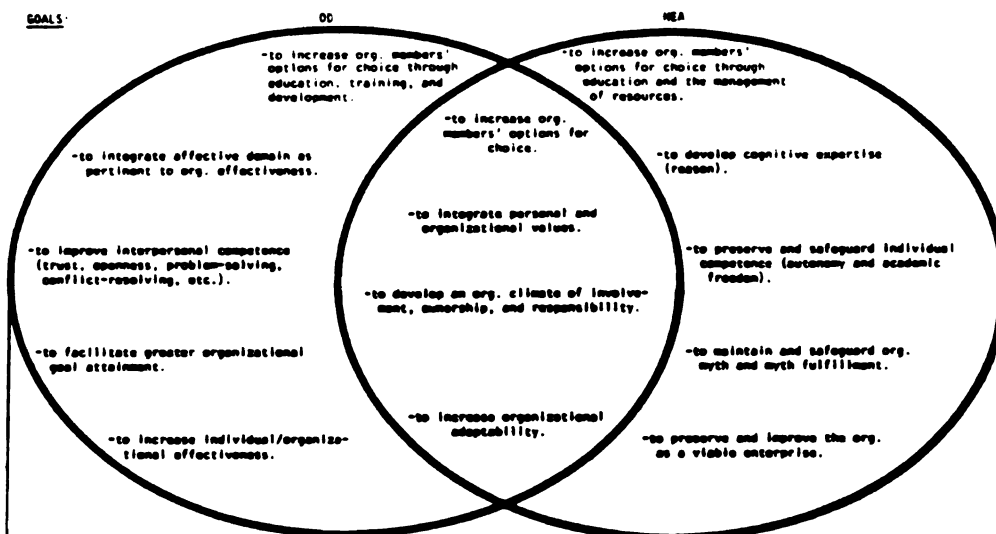 GOALS
OD
HEA
-to increase org. members'
options for choice through
education, training, and
development.
-to integrate affective domain as
pertinent to org. effectiveness.
-to improve interpersonal competence
(trust, openness, problem-solving,
conflict-resolving, etc.).
-to facilitate greater organizational
goal attainment.
-to increase individual/organiza-
tional effectiveness.
-to increase org.
members' options for
choice.
-to integrate personal and
organizational values.
-to develop an org. climate of involve-
ment, ownership, and responsibility.
-to increase organizational
adaptability.
-to increase org. members'
options for choice through
education and the management
of resources.
-to develop cognitive expertise
(reason).
-to preserve and safeguard individual
competence (autonomy and academic
freedom).
-to maintain and safeguard org.
myth and myth fulfillment.
-to preserve and improve the org.
as a viable enterprise.